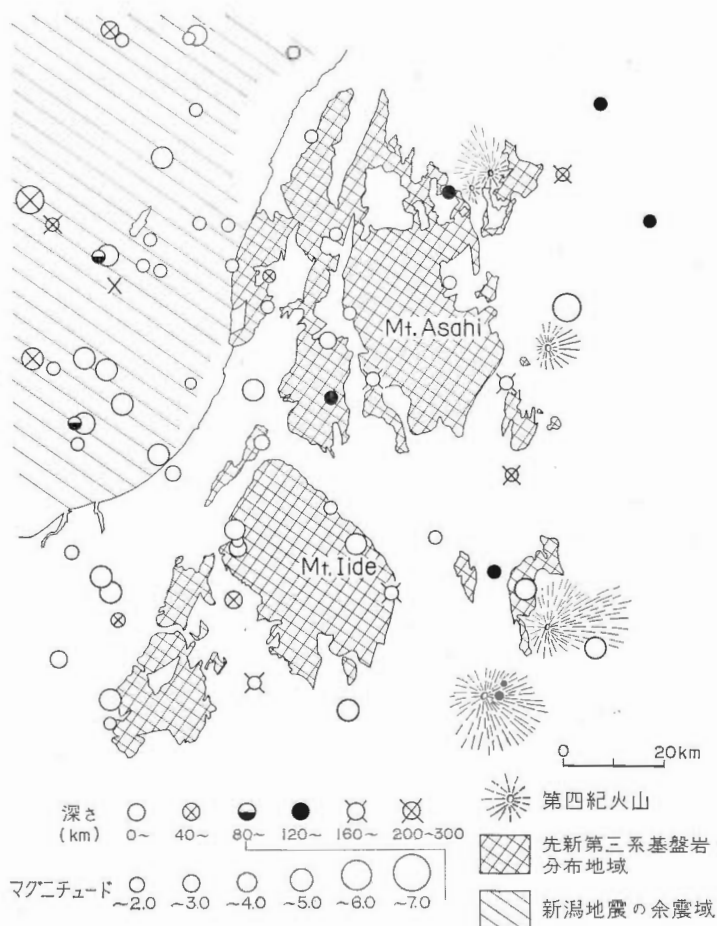 Mt. Asahi
Mt. Iide
0 20km
深さ
(km) 0~ 40~ 80~ 120~ 160~ 200~300
マグニチュード
~2.0 ~3.0 ~4.0 ~5.0 ~6.0 ~7.0
第四紀火山
先新第三系基盤岩
分布地域
新潟地震の余震域